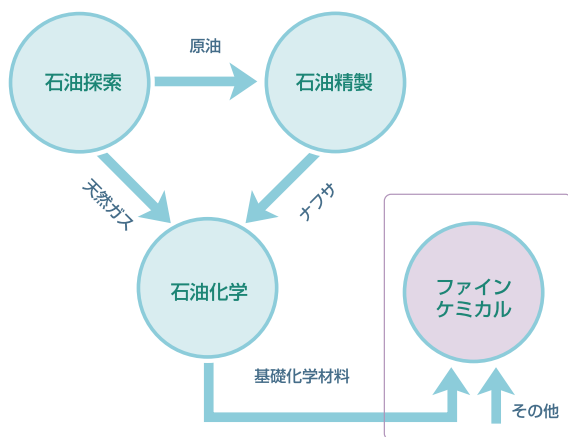 原油
石油探索
石油精製
天然ガス
ナフサ
石油化学
ファイン
ケミカル
基礎化学材料
その他